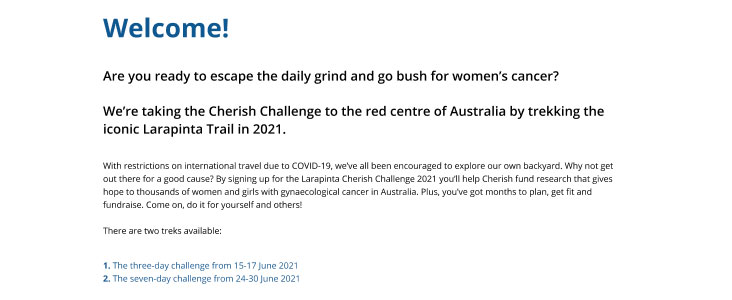 Welcome!
Are you ready to escape the daily grind and go bush for women's cancer?
We're taking the Cherish Challenge to the red centre of Australia by trekking the
iconic Larapinta Trail in 2021.
With restrictions on international travel due to COVID-19, we've all been encouraged to explore our own backyard. Why not get
out there for a good cause? By signing up for the Larapinta Cherish Challenge 2021 you'll help Cherish fund research that gives
hope to thousands of women and girls with gynaecological cancer in Australia. Plus, you've got months to plan, get fit and
fundraise. Come on, do it for yourself and others!
There are two treks available:
1. The three-day challenge from 15-17 June 2021
2. The seven-day challenge from 24-30 June 2021